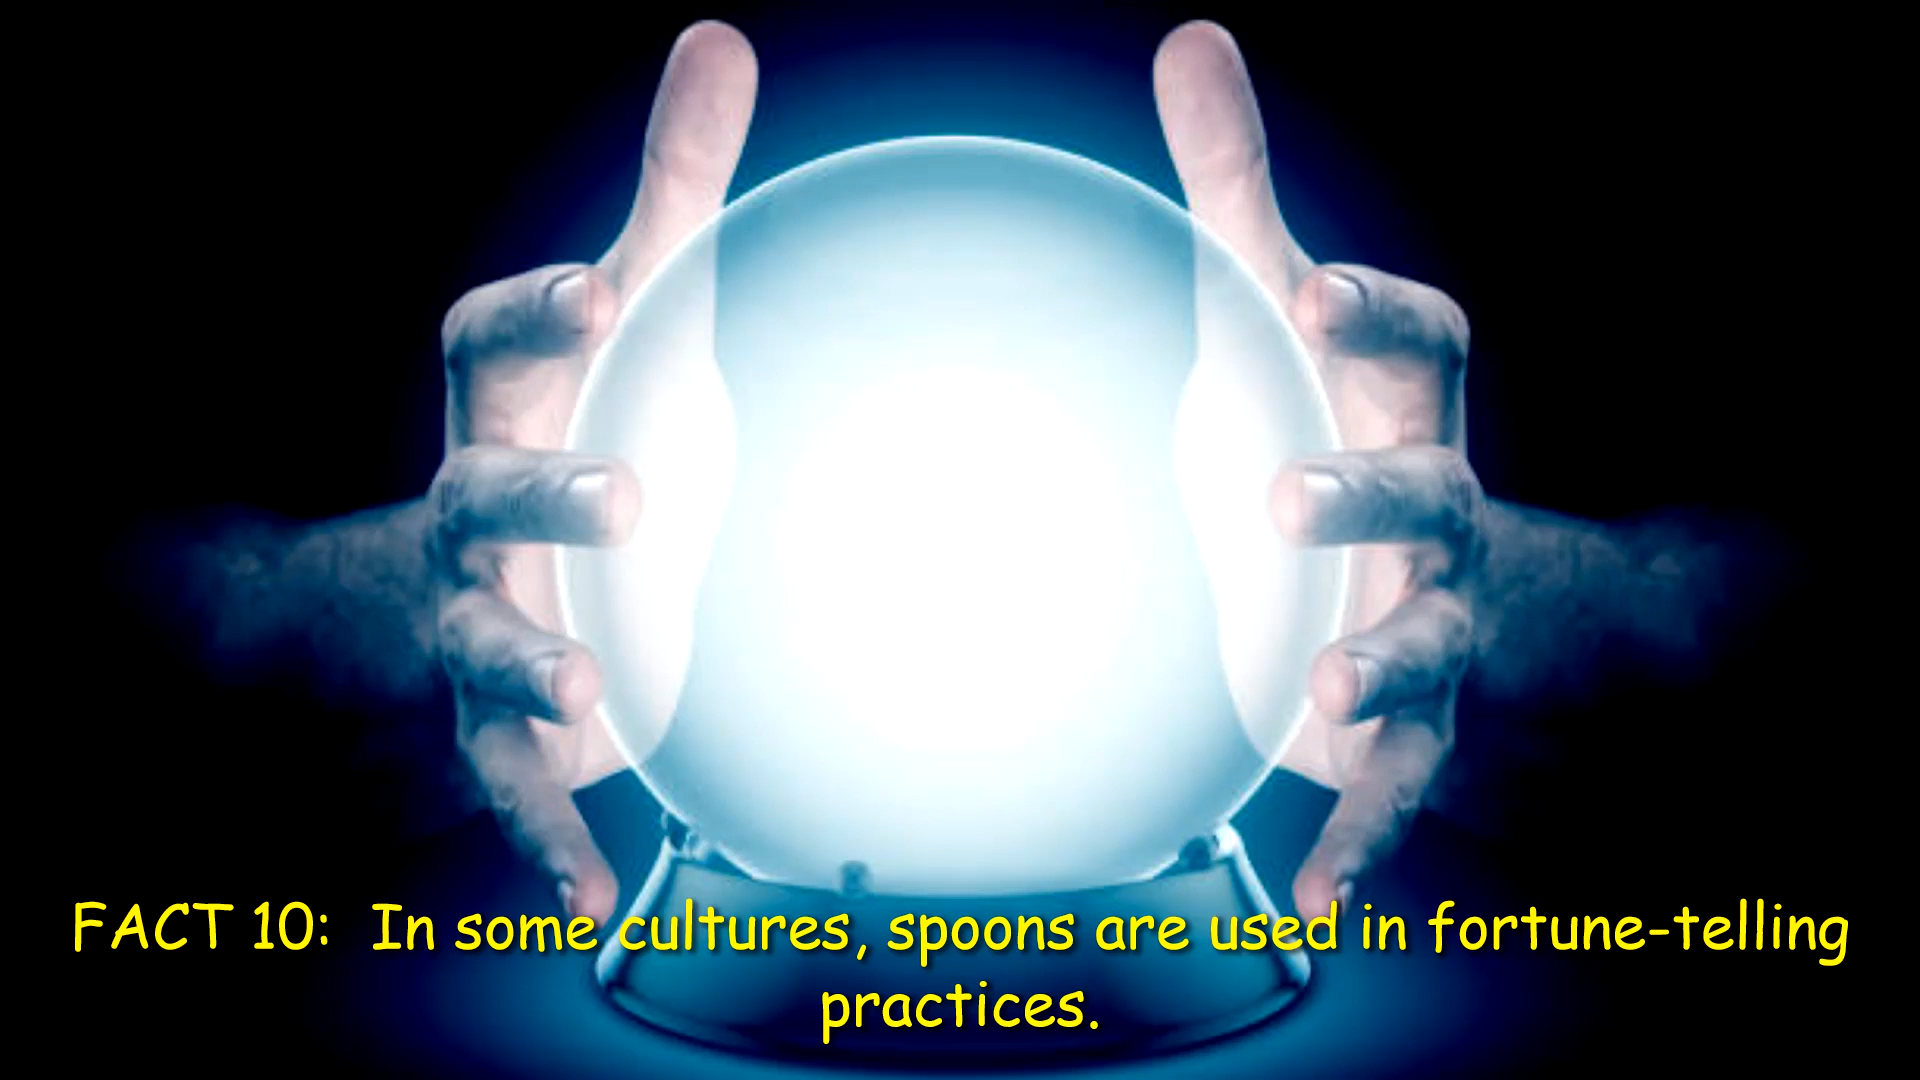 FACT 10:  In some cultures, spoons are used in fortune-telling
practices.